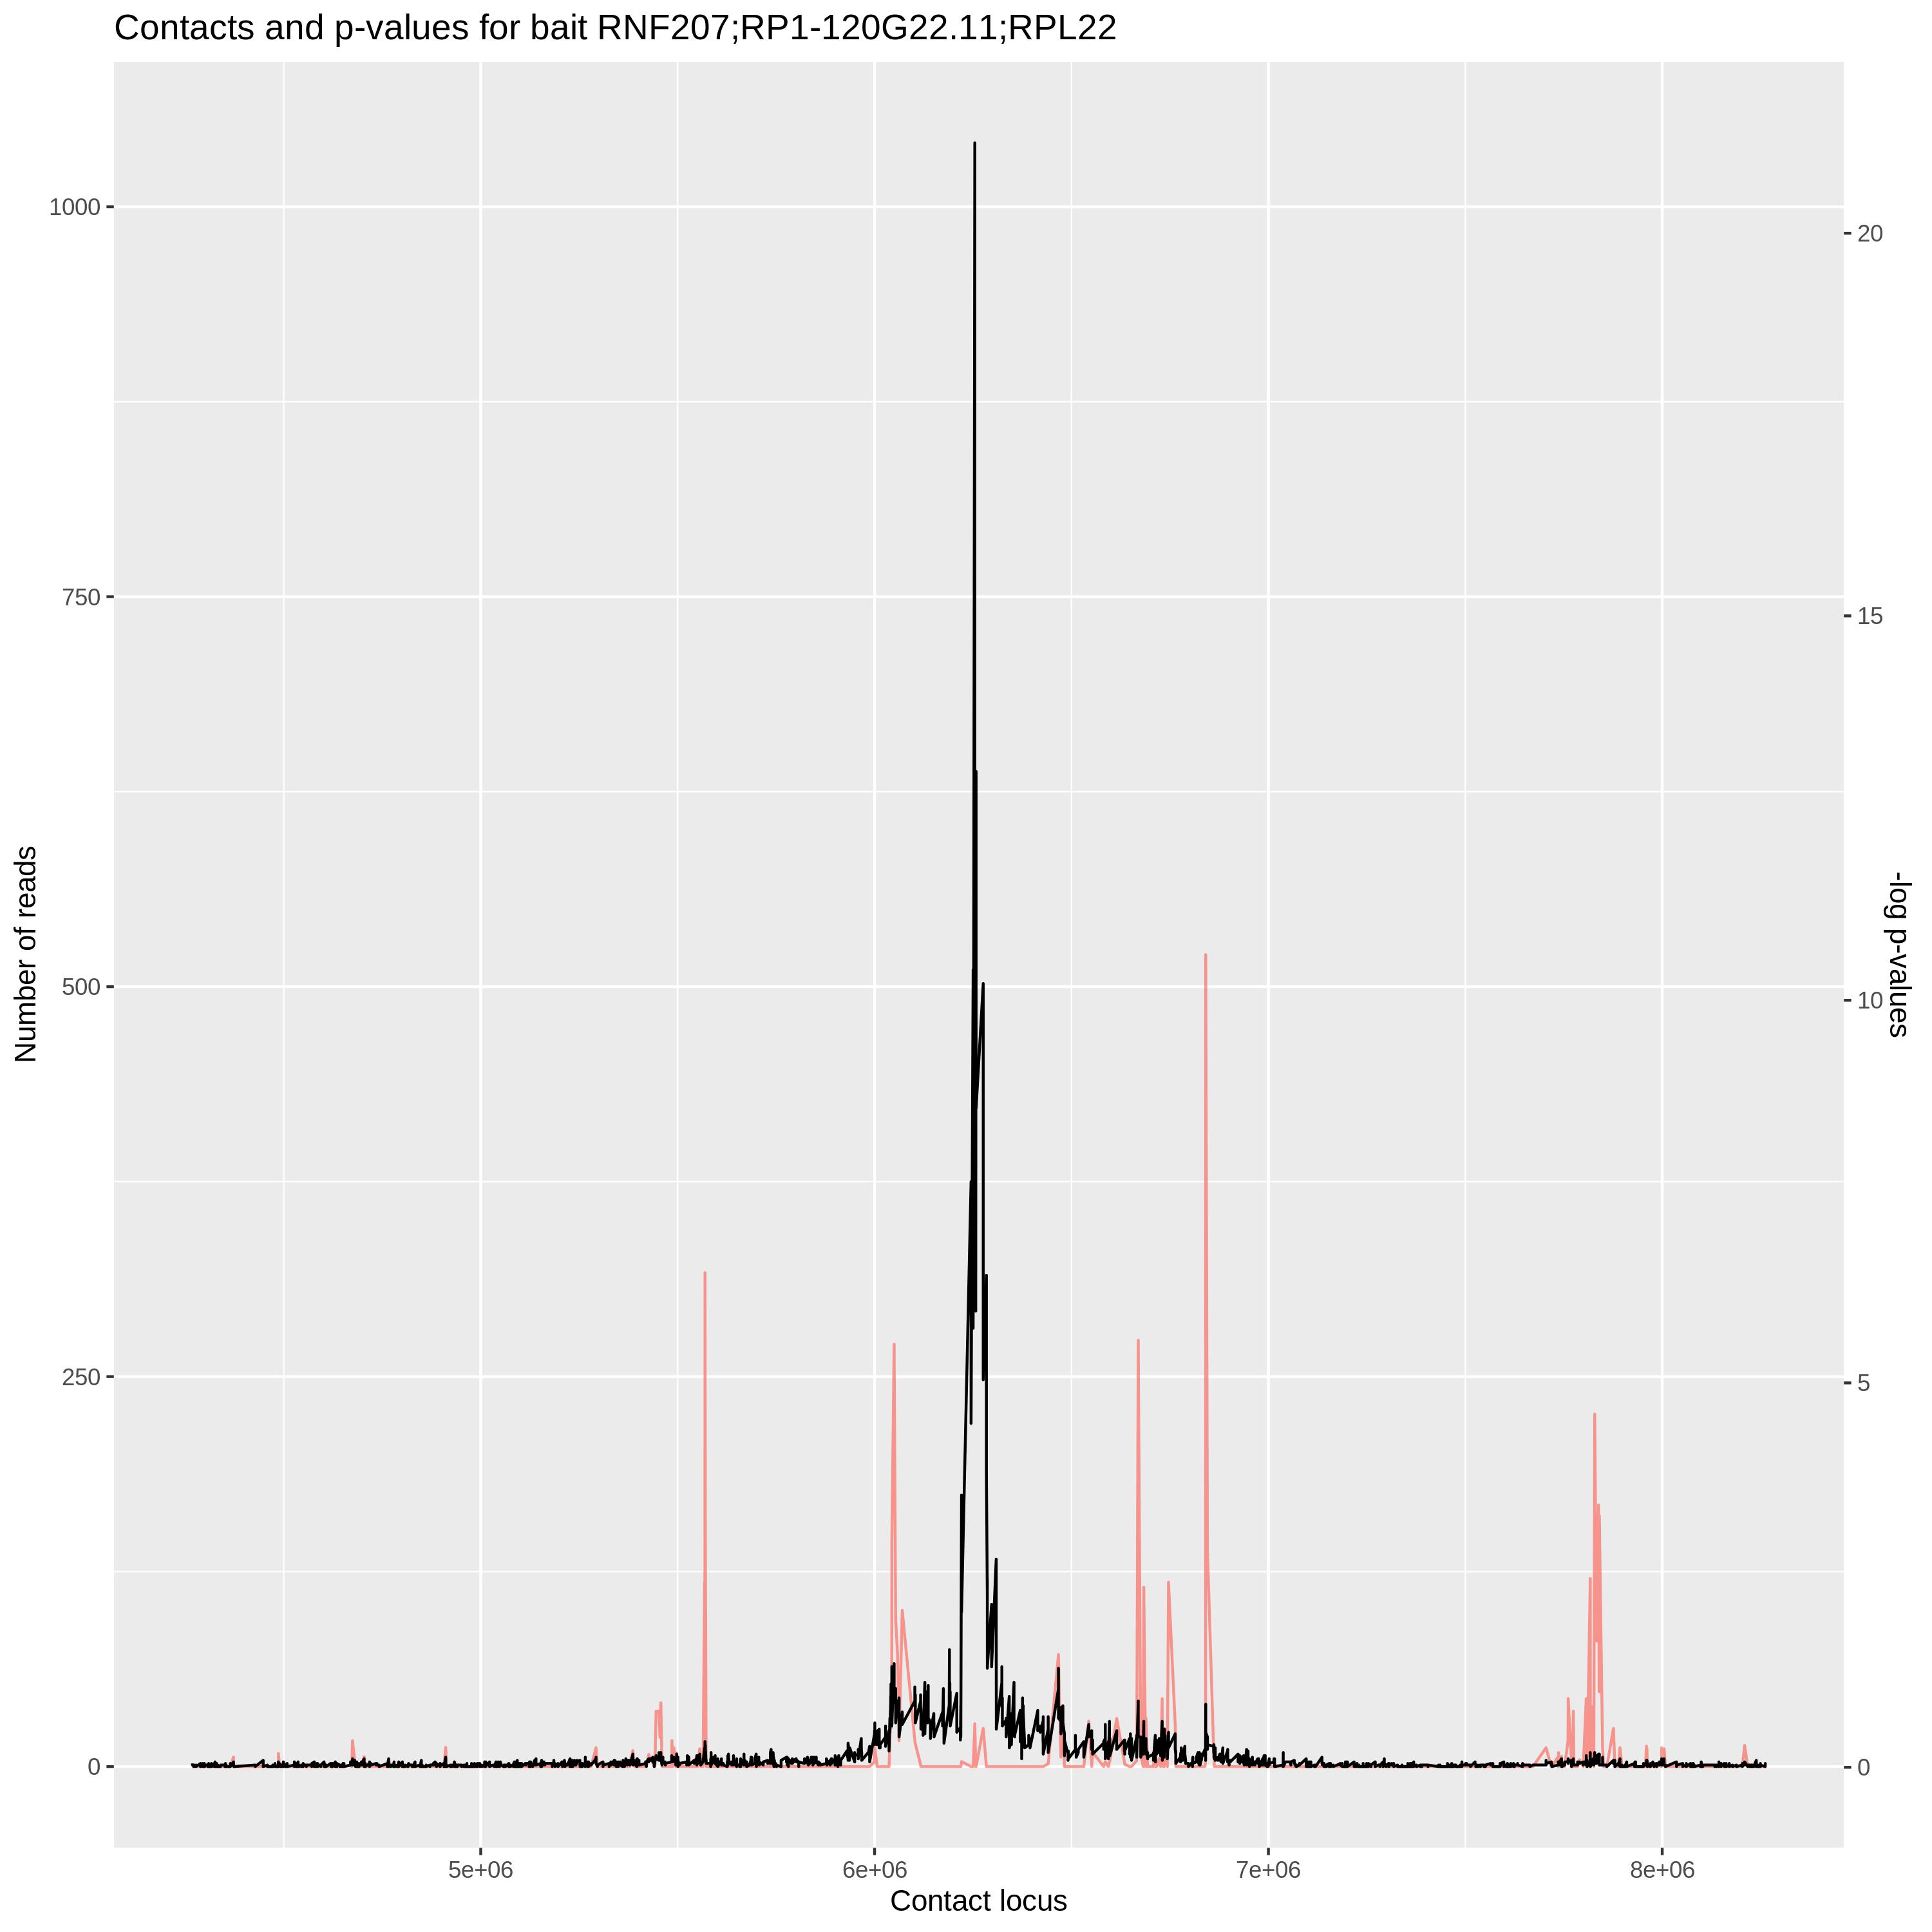 Contacts and p-values for bait RNF207;RP1-120G22.11;RPL22
Number of reads
1000
750
500
250
0
20
15
10
5
0
-log p-values
5e+06
6e+06
7e+06
8e+06
Contact locus